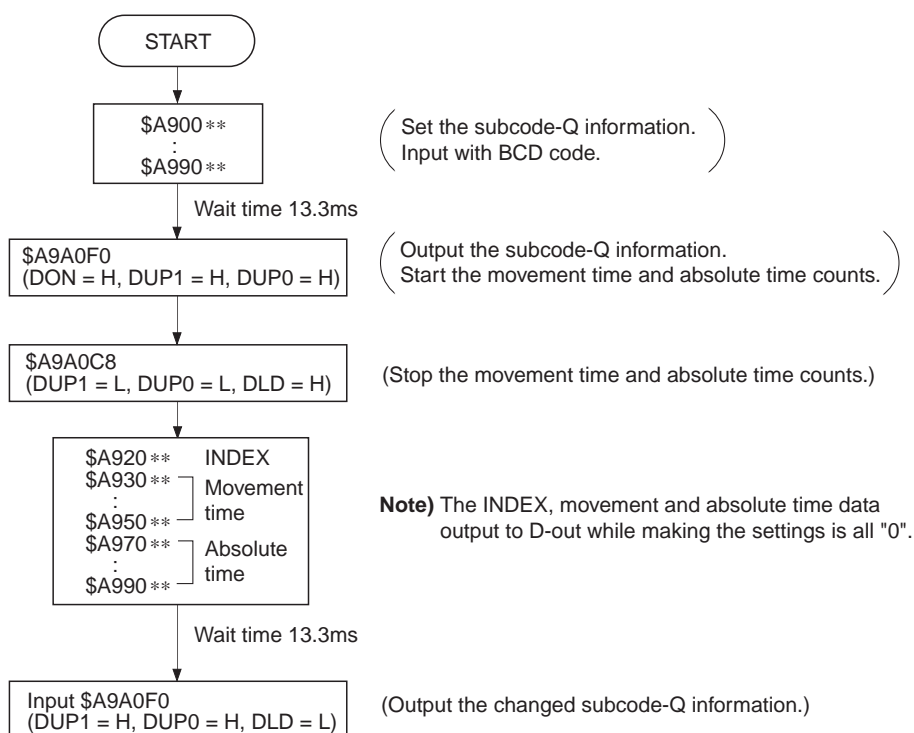 START
$A900**
:
$A990**
Set the subcode-Q information.
Input with BCD code.
Wait time 13.3ms
$A9A0F0
(DON = H, DUP1 = H, DUP0 = H)
Output the subcode-Q information.
Start the movement time and absolute time counts.
$A9A0C8
(DUP1 = L, DUP0 = L, DLD = H)
(Stop the movement time and absolute time counts.)
$A920** INDEX
$A930** Movement
: time
$A950**
$A970** Absolute
: time
$A990**
Note) The INDEX, movement and absolute time data
output to D-out while making the settings is all "0".
Wait time 13.3ms
Input $A9A0F0
(DUP1 = H, DUP0 = H, DLD = L)
(Output the changed subcode-Q information.)